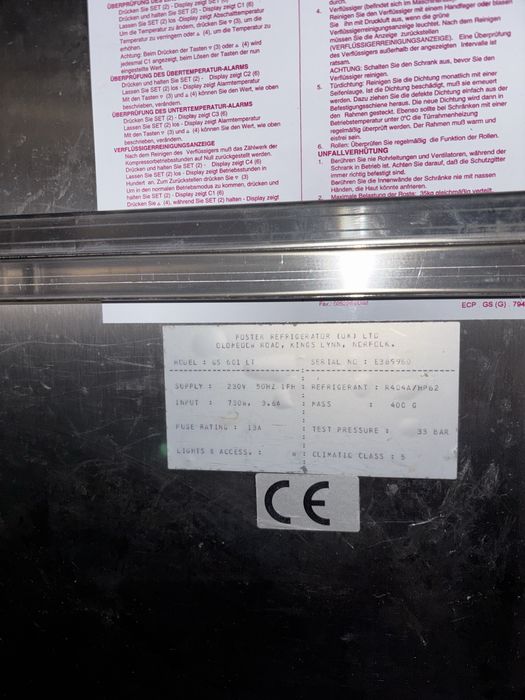 ÜBERPRÜFUNG DES
Drücken Sie SET (2) - Display zeigt
Drücken und halten Sie SET (2) - Display zeigt C1 (6)
Lassen Sie SET (2) los - Display zeigt Abschalttemperatur
Um die Temperatur zu ändern, drücken Sie ▿ (3), um die
Temperatur zu verringern oder ▵ (4), um die Temperatur zu
erhöhen.
Achtung: Beim Drücken der Tasten ▿ (3) oder ▵ (4) wird
jedesmal C1 angezeigt, beim Lösen der Tasten der nun
eingestellte Wert.
ÜBERPRÜFUNG DES ÜBERTEMPERATUR-ALARMS
Drücken und halten Sie SET (2) - Display zeigt C2 (6)
Lassen Sie SET (2) los - Display zeigt Alarmtemperatur
Mit den Tasten ▿ (3) und ▵ (4) können Sie den Wert, wie oben
beschrieben, verändern.
ÜBERPRÜFUNG DES UNTERTEMPERATUR-ALARMS
Drücken Sie SET (2) - Display zeigt C3 (6)
Lassen Sie SET (2) los - Display zeigt Alarmtemperatur
Mit den Tasten ▿ (3) und ▵ (4) können Sie den Wert, wie oben
beschrieben, verändern.
VERFLÜSSIGERREINIGUNGSANZEIGE
Nach dem Reinigen des Verflüssigers muß das Zählwerk der
Kompressorbetriebsstunden auf Null zurückgestellt werden.
Drücken und halten Sie SET (2) - Display zeigt C4 (6)
Lassen Sie SET (2) los - Display zeigt Betriebsstunden in
Hundert an. Zum Zurückstellen drücken Sie ▿ (3)
Um in den normalen Betriebsmodus zu kommen, drücken und
halten Sie SET (2) - Display zeigt C1 (6)
Drücken Sie ▵ (4), während SET (2) halten - Display zeigt
durch.
4. Verflüssiger (befindet sich im
Reinigen Sie den Verflüssiger mit einem Handfeger oder blasen
Sie ihn mit Druckluft aus, wenn die grüne
Verflüssigerreinigungsanzeige leuchtet. Nach dem Reinigen
müssen Sie die Anzeige zurückstellen
(VERFLÜSSIGERREINIGUNGSANZEIGE). Eine Überprüfung
des Verflüssigers außerhalb der angezeigten Intervalle ist
ratsam.
ACHTUNG: Schalten Sie den Schrank aus, bevor Sie den
Verflüssiger reinigen.
5. Türdichtung: Reinigen Sie die Dichtung monatlich mit einer
Seifenlauge. Ist die Dichtung beschädigt, muß sie erneuert
werden. Dazu ziehen Sie die defekte Dichtung einfach aus der
Befestigungsschiene heraus. Die neue Dichtung wird dann in
den Rahmen gesteckt. Ebenso sollte bei Schränken mit einer
Betriebstemperatur unter 0°C die Türrahmenheizung
regelmäßig überprüft werden. Der Rahmen muß warm und
eisfrei sein.
6. Rollen: Überprüfen Sie regelmäßig die Funktion der Rollen.
UNFALLVERHÜTUNG
1. Berühren Sie nie Rohrleitungen und Ventilatoren, während der
Schrank in Betrieb ist. Achten Sie darauf, daß die Schutzgitter
immer richtig befestigt sind.
Berühren Sie die Innenwände der Schränke nie mit nassen
Händen, die Haut könnte anfrieren.
2. Maximale Belastung der Roste: 35kg gleichmäßig verteilt
ECP GS (G) . 794
FOSTER REFRIGERATOR (UK) LTD
OLDMEDOW ROAD, KINGS LYNN, NORFOLK.
MODEL : GS 601 LT SERIAL NO : E385960
SUPPLY : 230V 50HZ 1PH : REFRIGERANT : R404A/HP62
INPUT : 730W, 3.6A : MASS : 400 G
FUSE RATING : 13A : TEST PRESSURE : 33 BAR
LIGHTS & ACCESS. : W : CLIMATIC CLASS : 5
CE